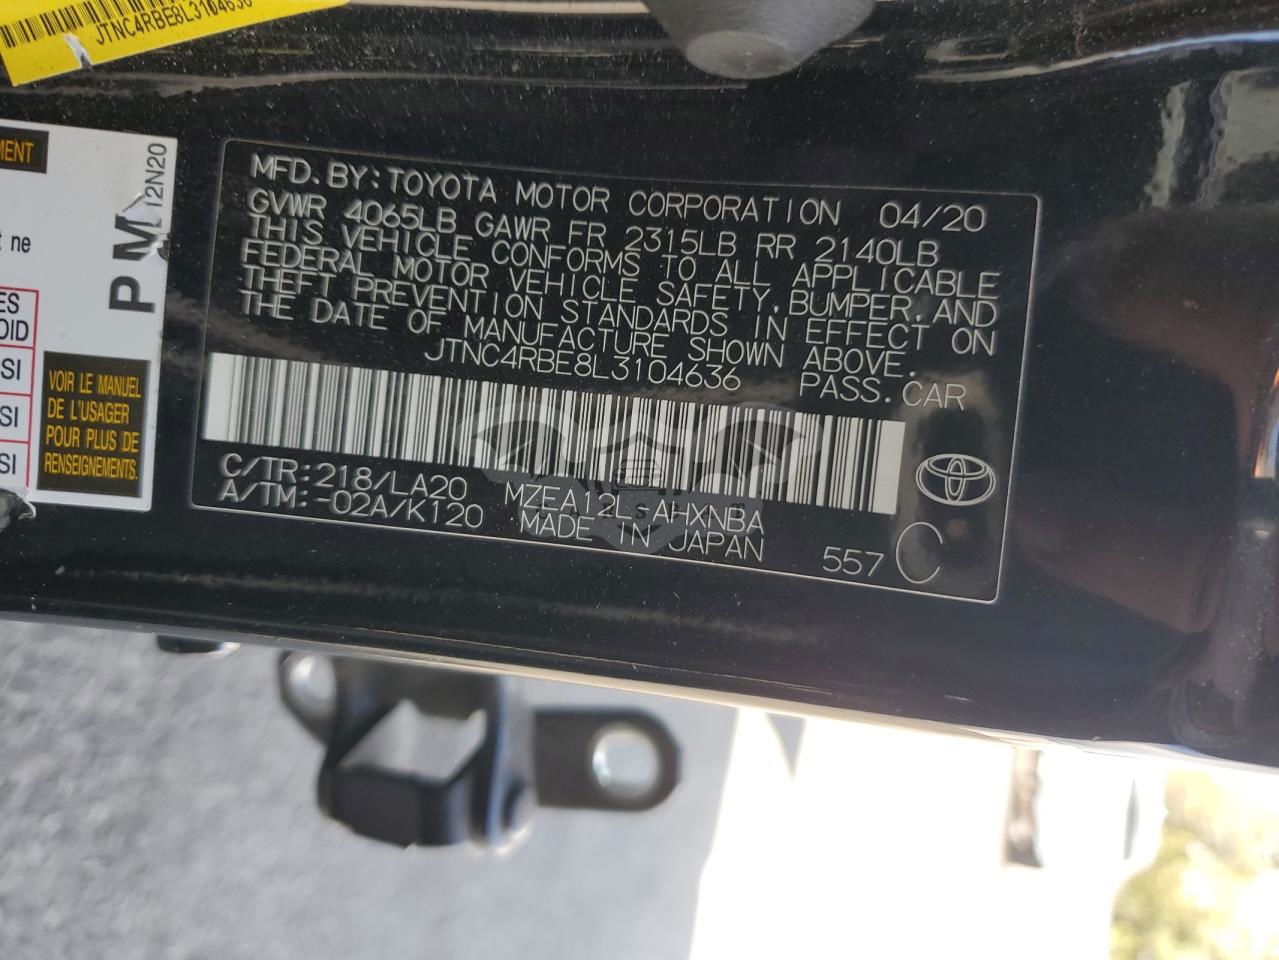 JTNC4RBE8L3104636
MENT
12N20
PM
t ne
ES
OID
SI
SI
SI
VOIR LE MANUEL
DE L'USAGER
POUR PLUS DE
RENSEIGNEMENTS.
MFD. BY: TOYOTA MOTOR CORPORATION 04/20
GVWR 4065LB GAWR FR 2315LB RR 2140LB
THIS VEHICLE CONFORMS TO ALL APPLICABLE
FEDERAL MOTOR VEHICLE SAFETY, BUMPER, AND
THEFT PREVENTION STANDARDS IN EFFECT ON
THE DATE OF MANUFACTURE SHOWN ABOVE.
JTNC4RBE8L3104636 PASS. CAR
C/TR: 218/LA20 MZEA12L-AHXNBA
A/TM: -02A/K120 MADE IN JAPAN 557 C